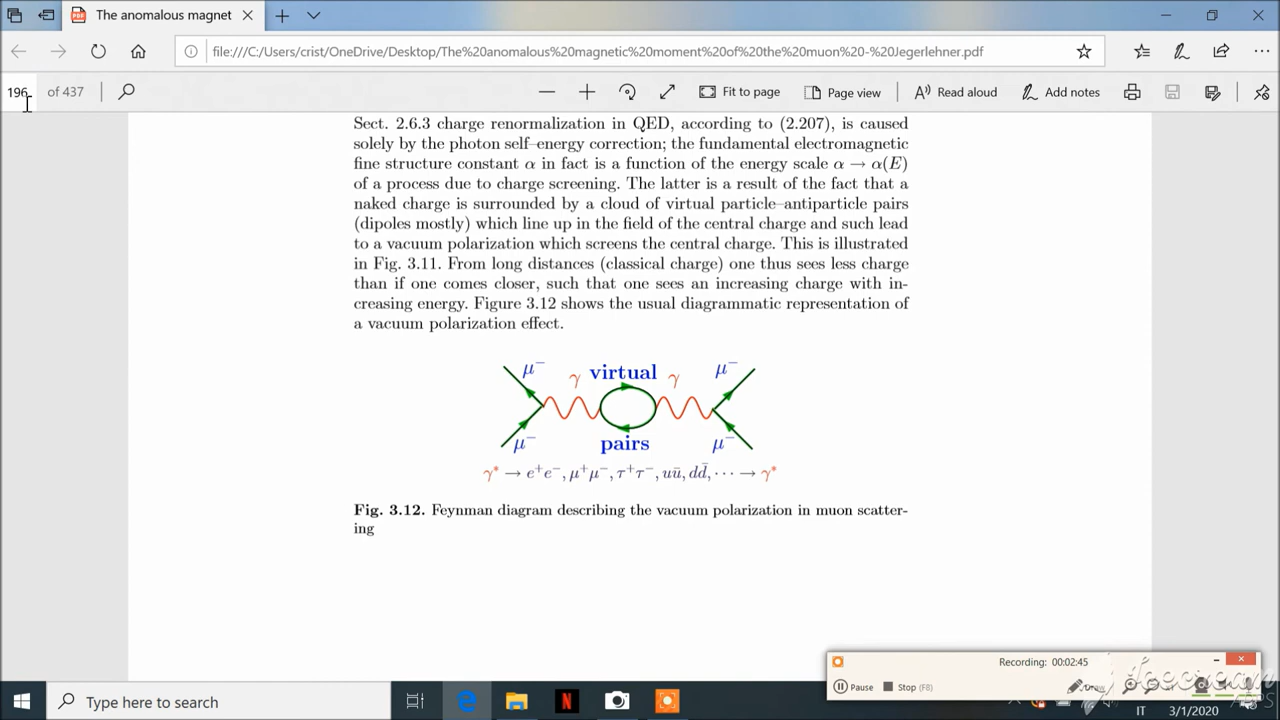 The anomalous magnet
file:///C:/Users/crist/OneDrive/Desktop/The%20anomalous%20magnetic%20moment%20of%20the%20muon%20-%20Jegerlehner.pdf
196 of 437 Fit to page Page view Read aloud Add notes
Sect. 2.6.3 charge renormalization in QED, according to (2.207), is caused
solely by the photon self–energy correction; the fundamental electromagnetic
fine structure constant α in fact is a function of the energy scale α → α(E)
of a process due to charge screening. The latter is a result of the fact that a
naked charge is surrounded by a cloud of virtual particle–antiparticle pairs
(dipoles mostly) which line up in the field of the central charge and such lead
to a vacuum polarization which screens the central charge. This is illustrated
in Fig. 3.11. From long distances (classical charge) one thus sees less charge
than if one comes closer, such that one sees an increasing charge with in-
creasing energy. Figure 3.12 shows the usual diagrammatic representation of
a vacuum polarization effect.
μ⁻ γ virtual γ μ⁻
μ⁻ pairs μ⁻
γ* → e⁺e⁻, μ⁺μ⁻, τ⁺τ⁻, uū, dd̄, ··· → γ*
Fig. 3.12. Feynman diagram describing the vacuum polarization in muon scatter-
ing
Recording: 00:02:45
Pause Stop (F8) Draw
Type here to search
IT 3/1/2020